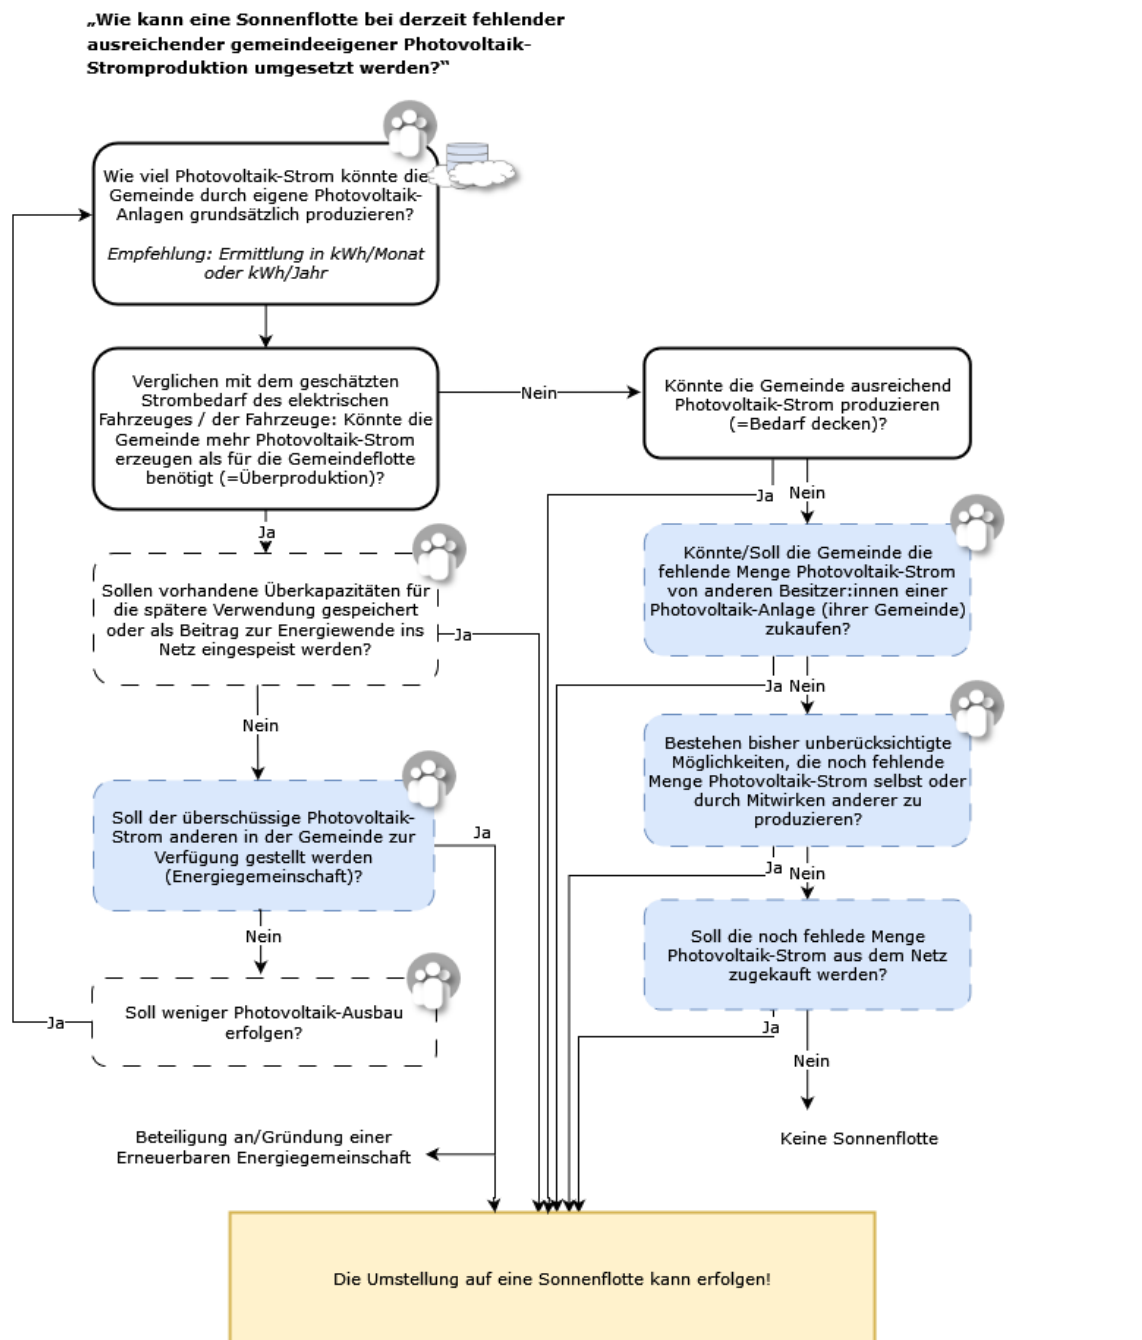 „Wie kann eine Sonnenflotte bei derzeit fehlender
ausreichender gemeindeeigener Photovoltaik-
Stromproduktion umgesetzt werden?“
Wie viel Photovoltaik-Strom könnte die
Gemeinde durch eigene Photovoltaik-
Anlagen grundsätzlich produzieren?
Empfehlung: Ermittlung in kWh/Monat
oder kWh/Jahr
Verglichen mit dem geschätzten
Strombedarf des elektrischen
Fahrzeuges / der Fahrzeuge: Könnte die
Gemeinde mehr Photovoltaik-Strom
erzeugen als für die Gemeindeflotte
benötigt (=Überproduktion)?
Nein
Könnte die Gemeinde ausreichend
Photovoltaik-Strom produzieren
(=Bedarf decken)?
Ja
Nein
Ja
Sollen vorhandene Überkapazitäten für
die spätere Verwendung gespeichert
oder als Beitrag zur Energiewende ins
Netz eingespeist werden?
Ja
Könnte/Soll die Gemeinde die
fehlende Menge Photovoltaik-Strom
von anderen Besitzer:innen einer
Photovoltaik-Anlage (ihrer Gemeinde)
zukaufen?
Ja
Nein
Nein
Bestehen bisher unberücksichtigte
Möglichkeiten, die noch fehlende
Menge Photovoltaik-Strom selbst oder
durch Mitwirken anderer zu
produzieren?
Soll der überschüssige Photovoltaik-
Strom anderen in der Gemeinde zur
Verfügung gestellt werden
(Energiegemeinschaft)?
Ja
Ja
Nein
Nein
Soll die noch fehlede Menge
Photovoltaik-Strom aus dem Netz
zugekauft werden?
Soll weniger Photovoltaik-Ausbau
erfolgen?
Ja
Ja
Nein
Beteiligung an/Gründung einer
Erneuerbaren Energiegemeinschaft
Keine Sonnenflotte
Die Umstellung auf eine Sonnenflotte kann erfolgen!